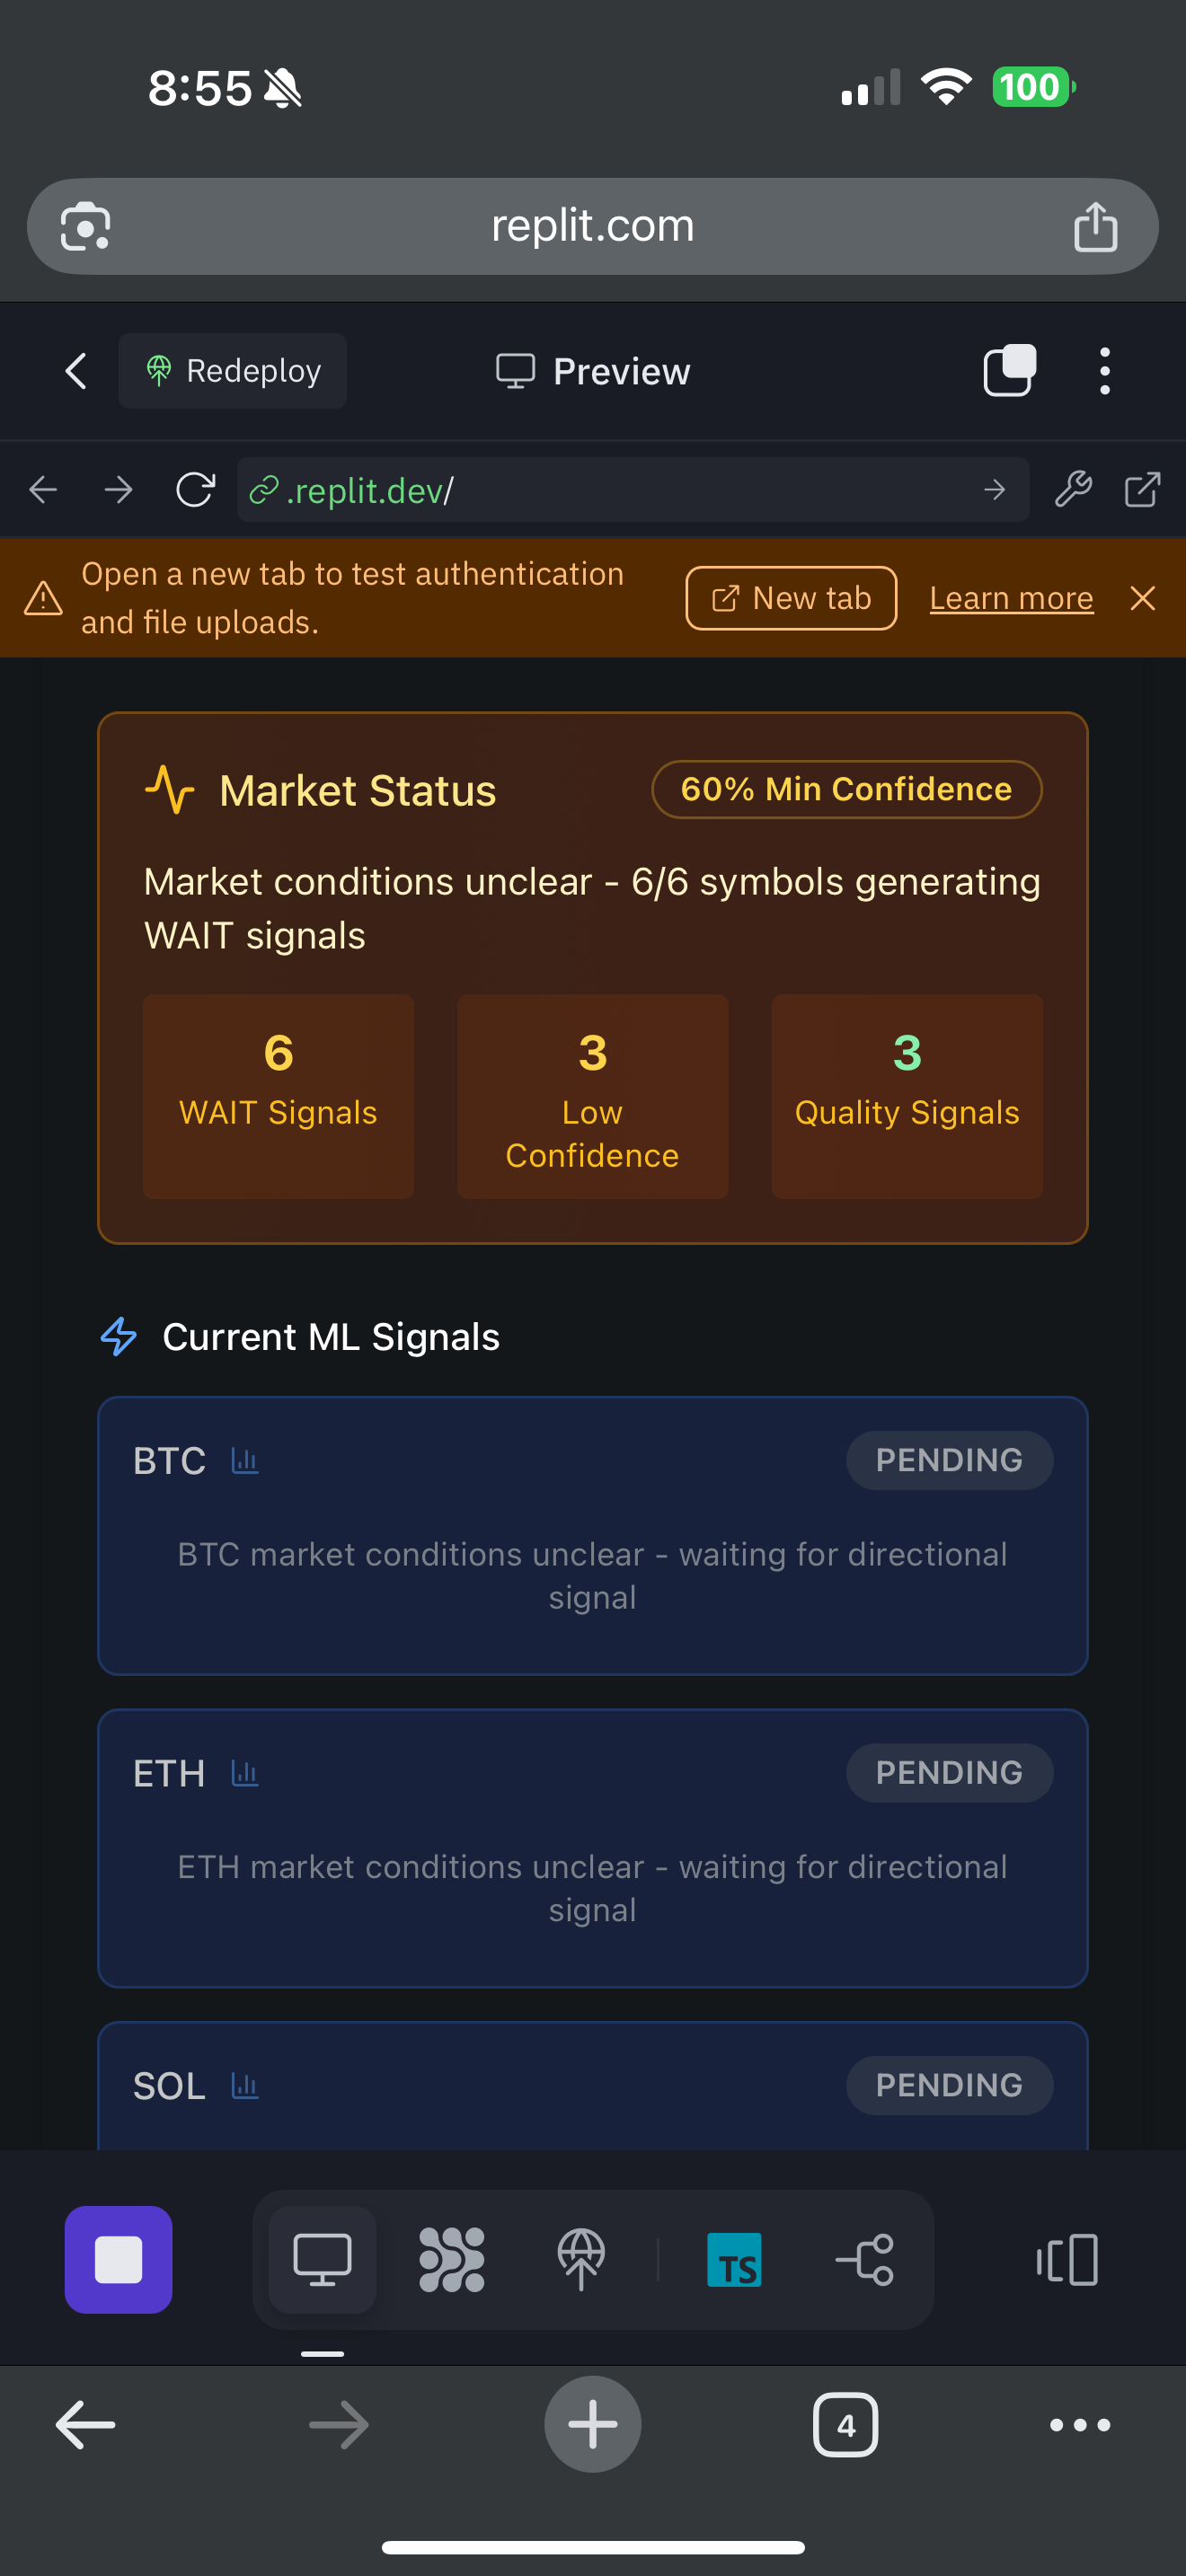 8:55
100
replit.com
Redeploy
Preview
.replit.dev/
Open a new tab to test authentication
and file uploads.
New tab
Learn more
Market Status
60% Min Confidence
Market conditions unclear - 6/6 symbols generating
WAIT signals
6
WAIT Signals
3
Low
Confidence
3
Quality Signals
Current ML Signals
BTC
PENDING
BTC market conditions unclear - waiting for directional
signal
ETH
PENDING
ETH market conditions unclear - waiting for directional
signal
SOL
PENDING
TS
4